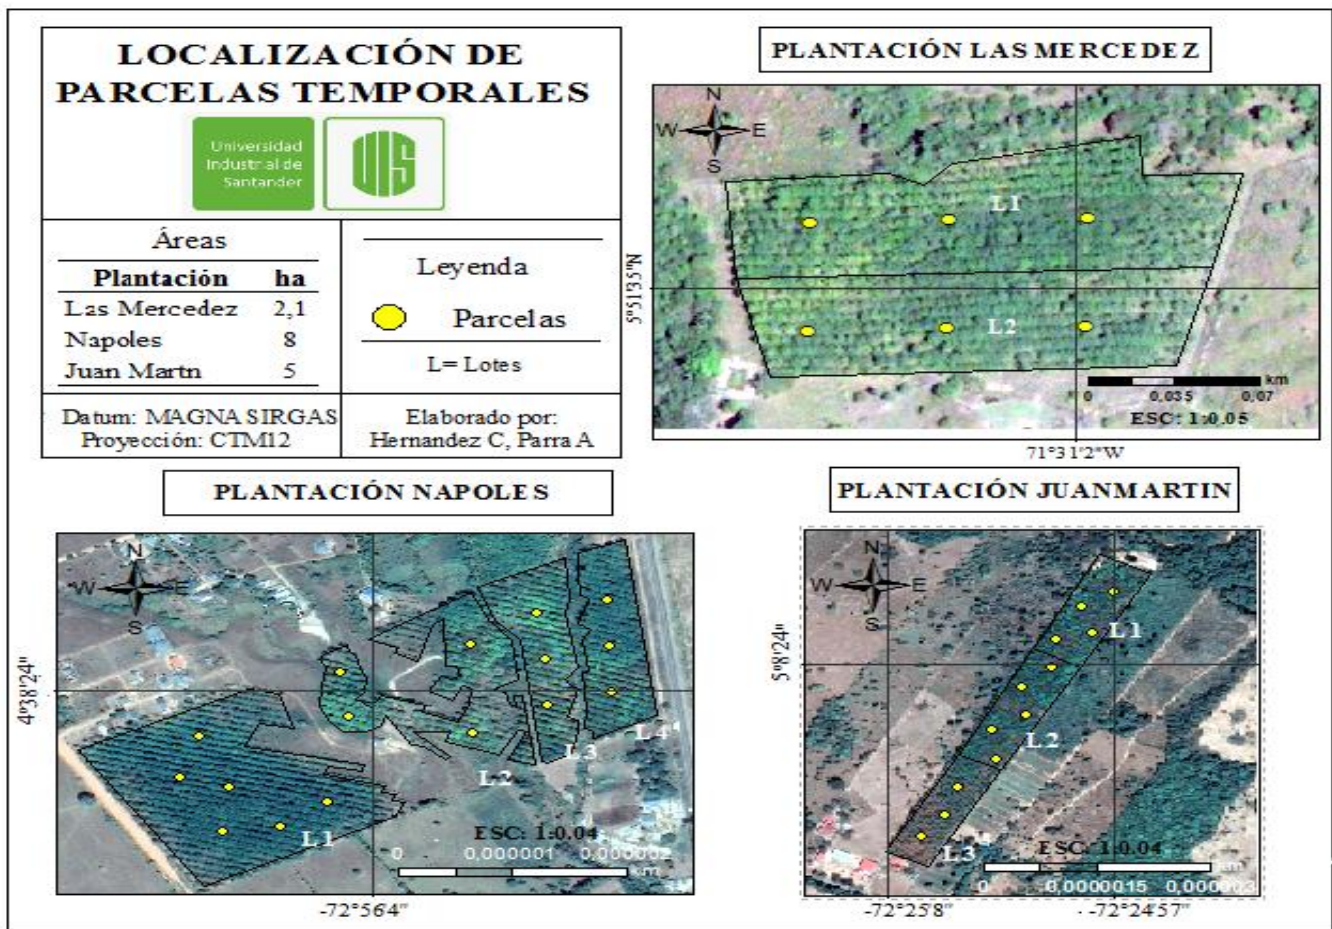 LOCALIZACIÓN DE
PARCELAS TEMPORALES
Universidad
Industrial de
Santander
UIS
Áreas
Plantación ha
Las Mercedez 2,1
Napoles 8
Juan Martn 5
Leyenda
Parcelas
L= Lotes
Datum: MAGNA SIRGAS
Proyección: CTM12
Elaborado por:
Hernandez C, Parra A
PLANTACIÓN LAS MERCEDEZ
N
W E
S
L1
L2
5°51'35"N
0 0,035 0,07
km
ESC: 1:0.05
71°31'2"W
PLANTACIÓN NAPOLES
N
W E
S
4°38'24"
L4
L3
L2
L1
ESC: 1:0.04
0 0,000001 0,000002
km
-72°56'4"
PLANTACIÓN JUANMARTIN
N
W E
S
5°8'24"
L1
L2
L3
ESC: 1:0.04
km
0 0,0000015 0,000003
-72°25'8" -72°24'57"